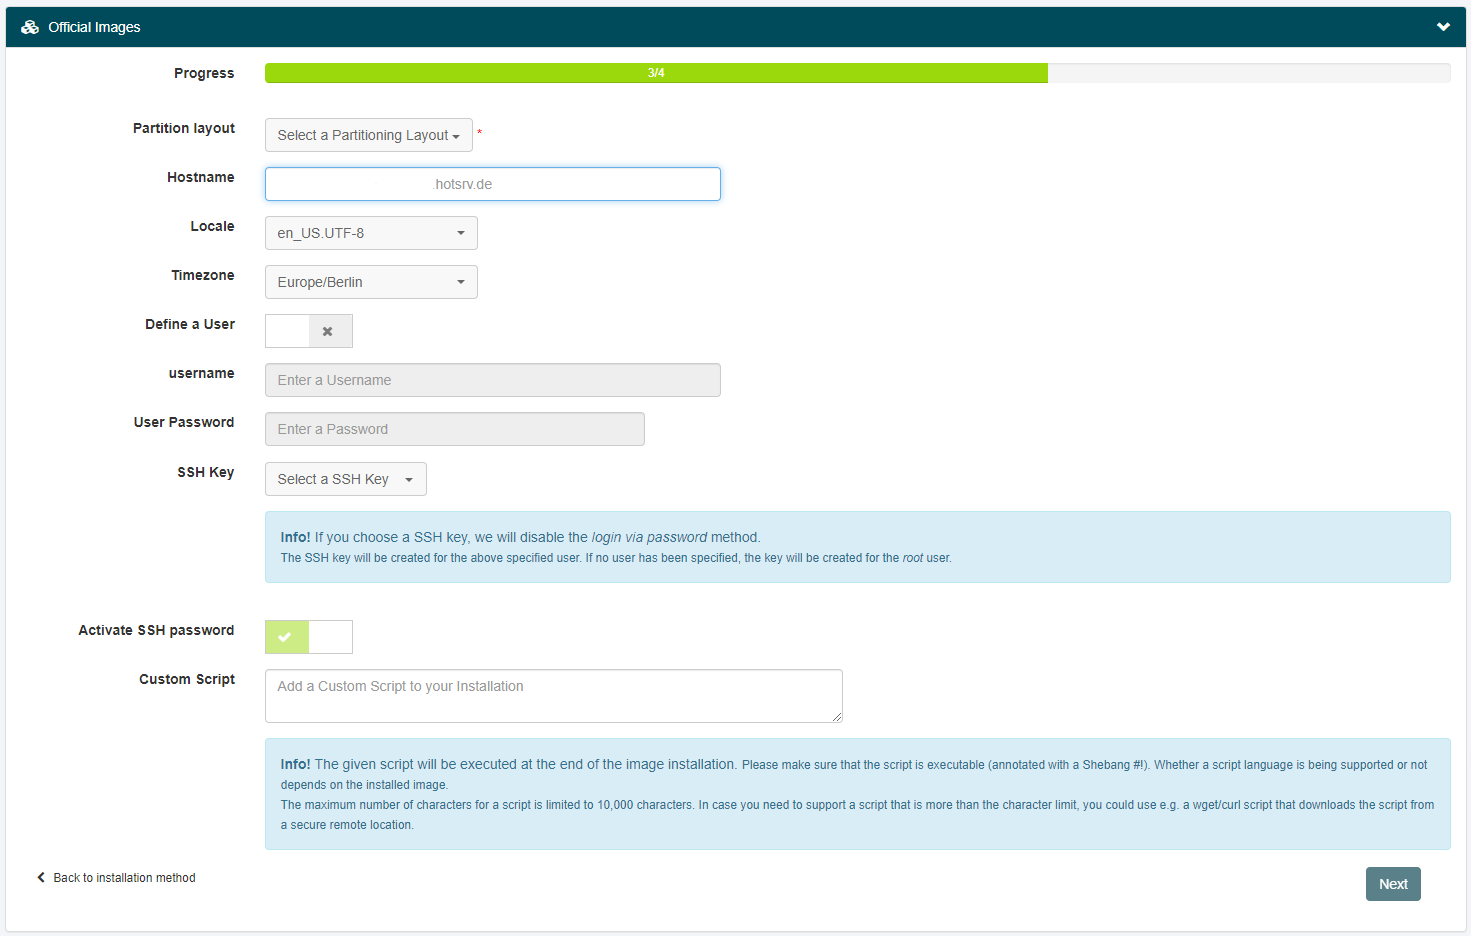 Official Images
Progress
3/4
Partition layout
Select a Partitioning Layout
*
Hostname
.hotsrv.de
Locale
en_US.UTF-8
Timezone
Europe/Berlin
Define a User
username
Enter a Username
User Password
Enter a Password
SSH Key
Select a SSH Key
Info! If you choose a SSH key, we will disable the login via password method.
The SSH key will be created for the above specified user. If no user has been specified, the key will be created for the root user.
Activate SSH password
Custom Script
Add a Custom Script to your Installation
Info! The given script will be executed at the end of the image installation. Please make sure that the script is executable (annotated with a Shebang #!). Whether a script language is being supported or not
depends on the installed image.
The maximum number of characters for a script is limited to 10,000 characters. In case you need to support a script that is more than the character limit, you could use e.g. a wget/curl script that downloads the script from
a secure remote location.
Back to installation method
Next